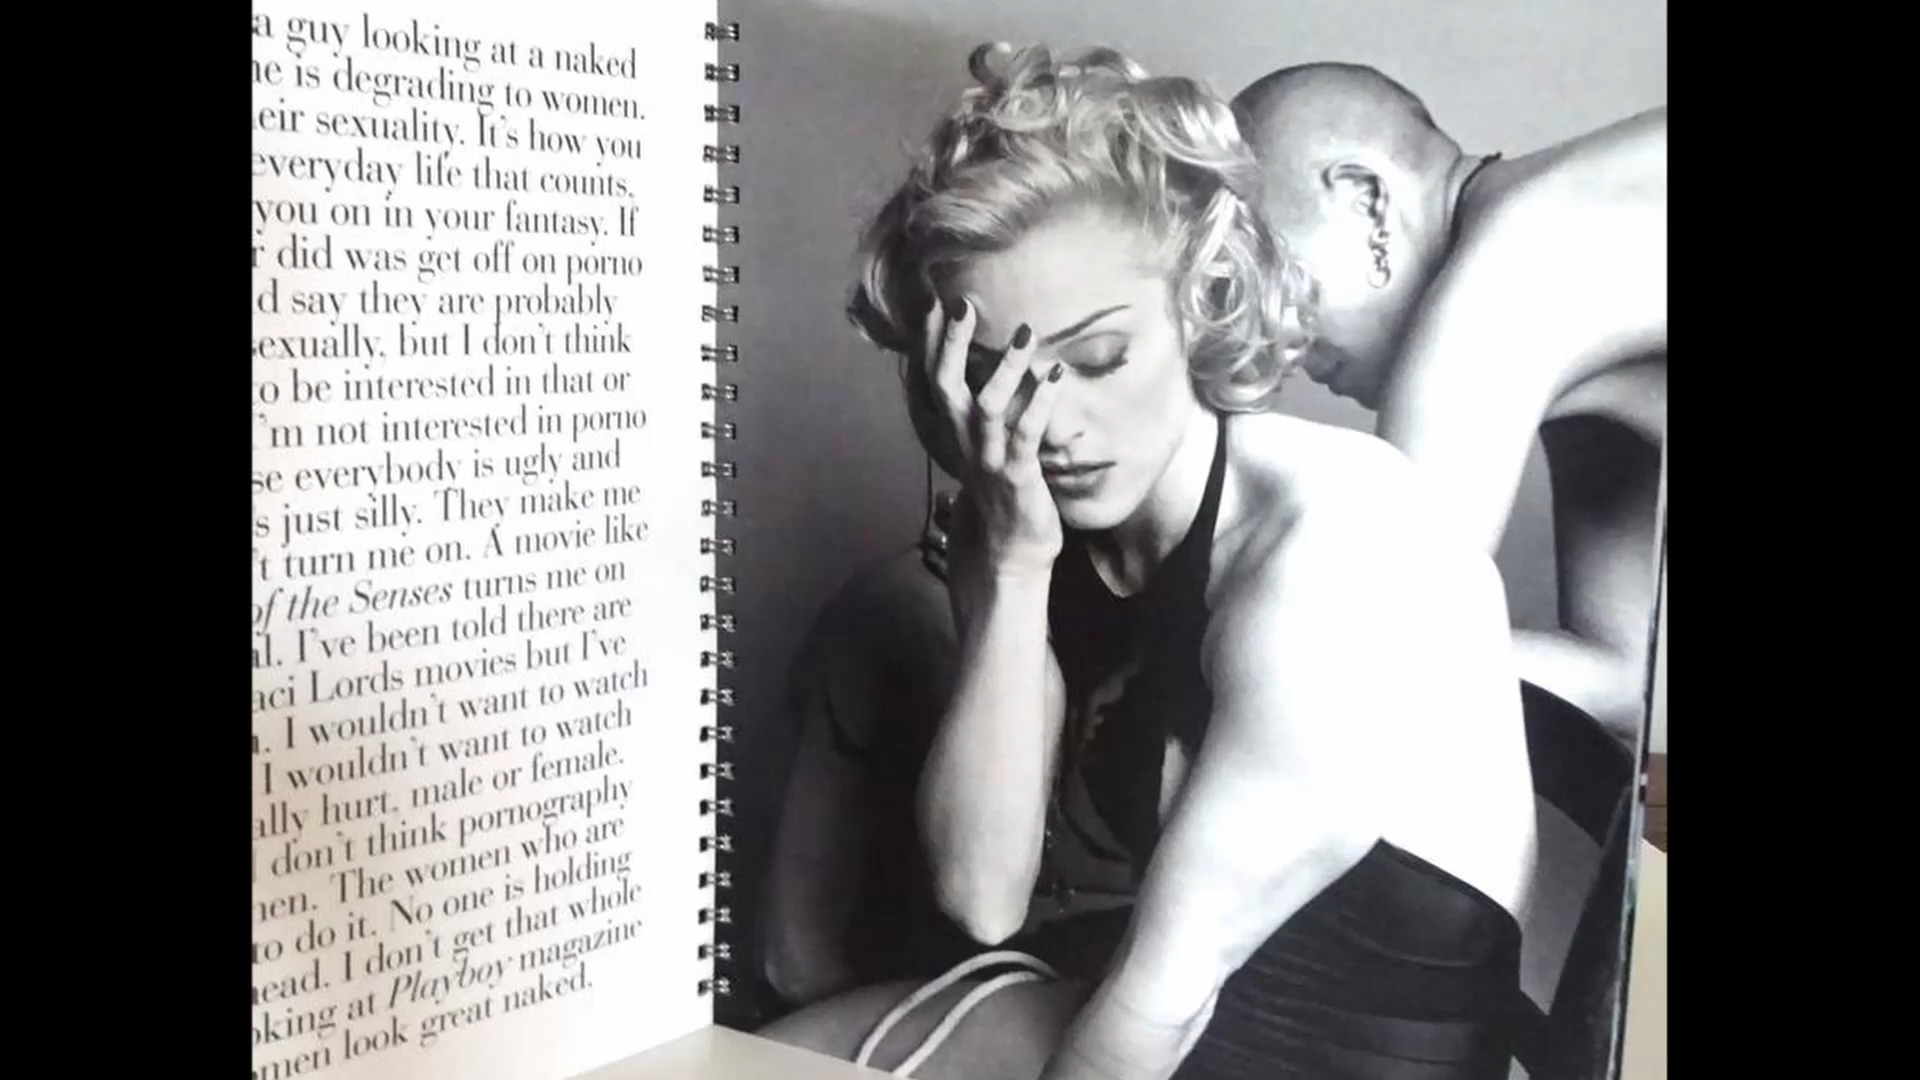 a guy looking at a naked
is degrading to women.
eir sexuality. It's how you
everyday life that counts.
you on in your fantasy. If
r did was get off on porno
d say they are probably
exually, but I don't think
o be interested in that or
'm not interested in porno
se everybody is ugly and
s just silly. They make me
't turn me on. A movie like
of the Senses turns me on
al. I've been told there are
aci Lords movies but I've
. I wouldn't want to watch
I wouldn't want to watch
ally hurt, male or female.
I don't think pornography
en. The women who are
to do it. No one is holding
ead. I don't get that whole
oking at Playboy magazine
men look great naked.